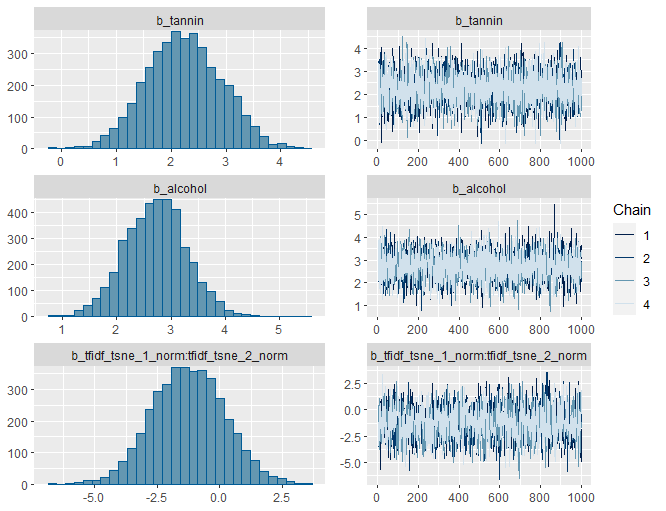 b_tannin
300
200
100
0
0 1 2 3 4
b_tannin
4
3
2
1
0
0 200 400 600 800 1000
b_alcohol
400
300
200
100
0
1 2 3 4 5
b_alcohol
5
4
3
2
1
0 200 400 600 800 1000
b_tfidf_tsne_1_norm:tfidf_tsne_2_norm
300
200
100
0
-5.0 -2.5 0.0 2.5
b_tfidf_tsne_1_norm:tfidf_tsne_2_norm
2.5
0.0
-2.5
-5.0
0 200 400 600 800 1000
Chain
1
2
3
4